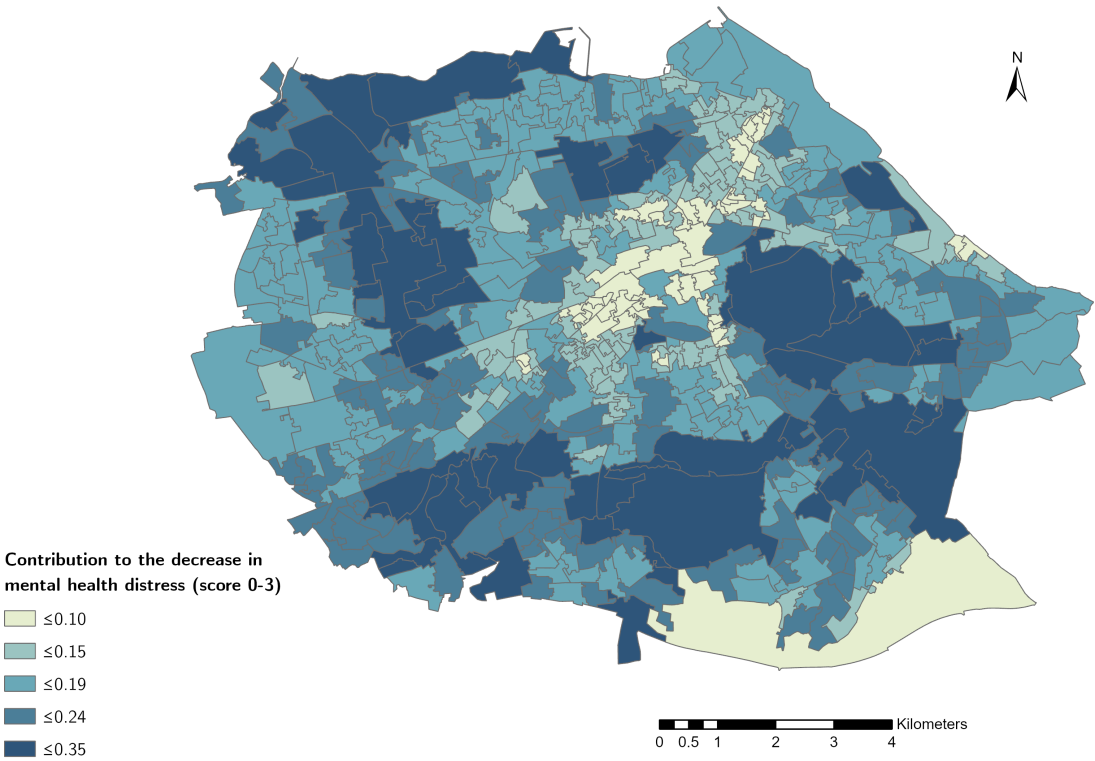 N
Contribution to the decrease in
mental health distress (score 0-3)
≤0.10
≤0.15
≤0.19
≤0.24
≤0.35
Kilometers
0 0.5 1 2 3 4